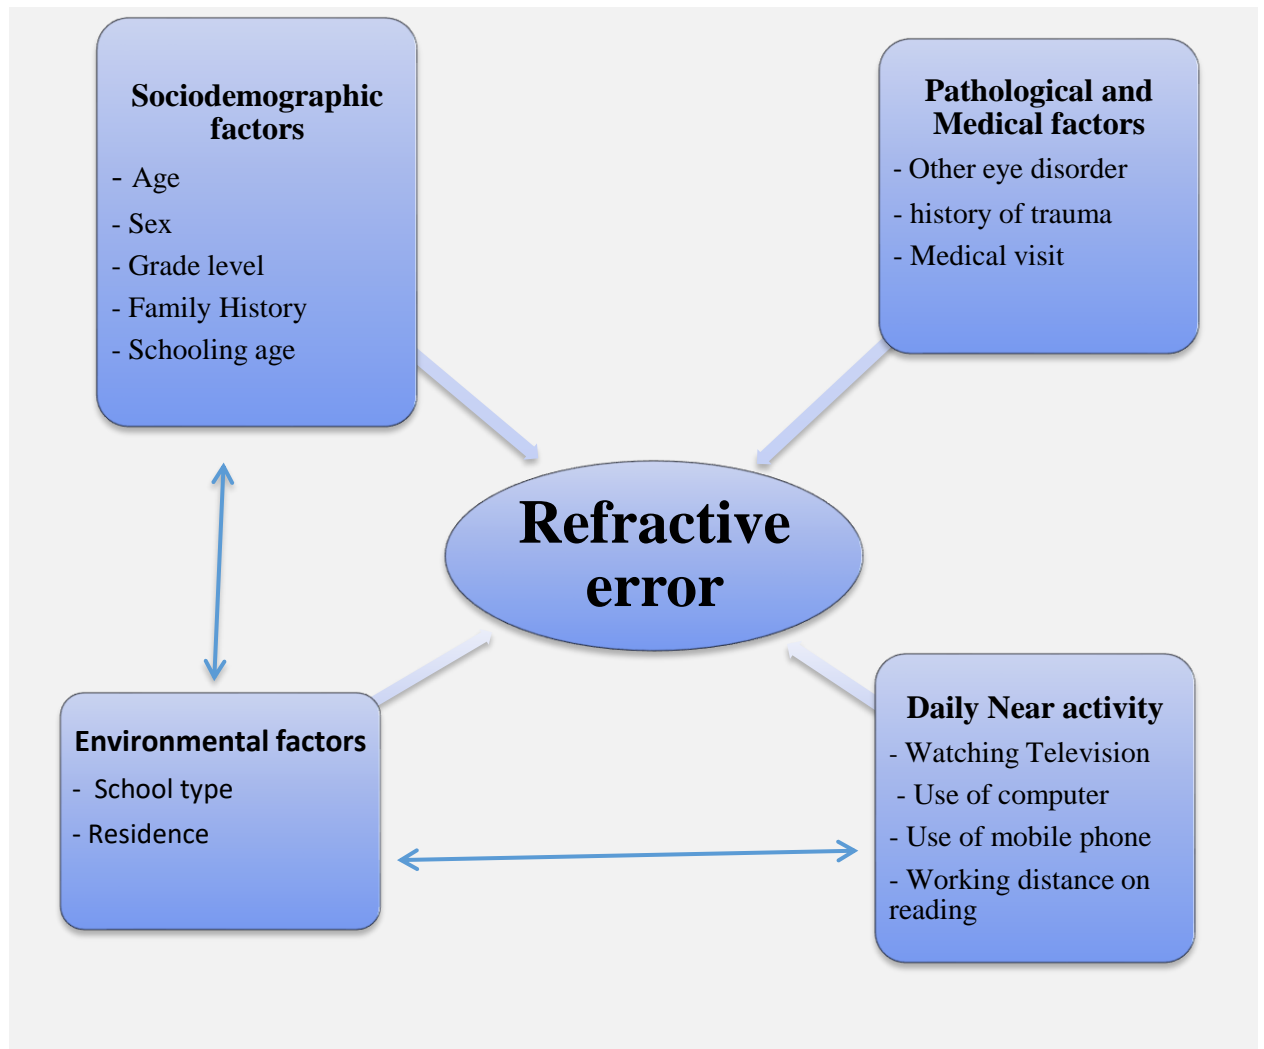 Sociodemographic
factors
- Age
- Sex
- Grade level
- Family History
- Schooling age
Pathological and
Medical factors
- Other eye disorder
- history of trauma
- Medical visit
Refractive
error
Environmental factors
- School type
- Residence
Daily Near activity
- Watching Television
- Use of computer
- Use of mobile phone
- Working distance on
reading